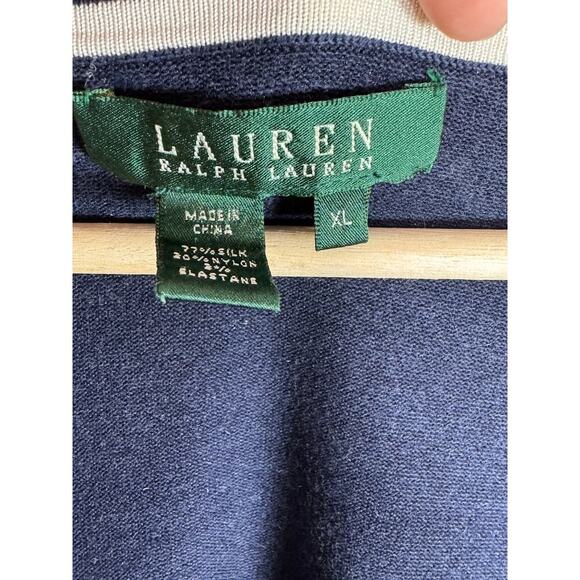 LAUREN
RALPH LAUREN
XL
MADE IN
CHINA
77% SILK
20% NYLON
3%
ELASTANE